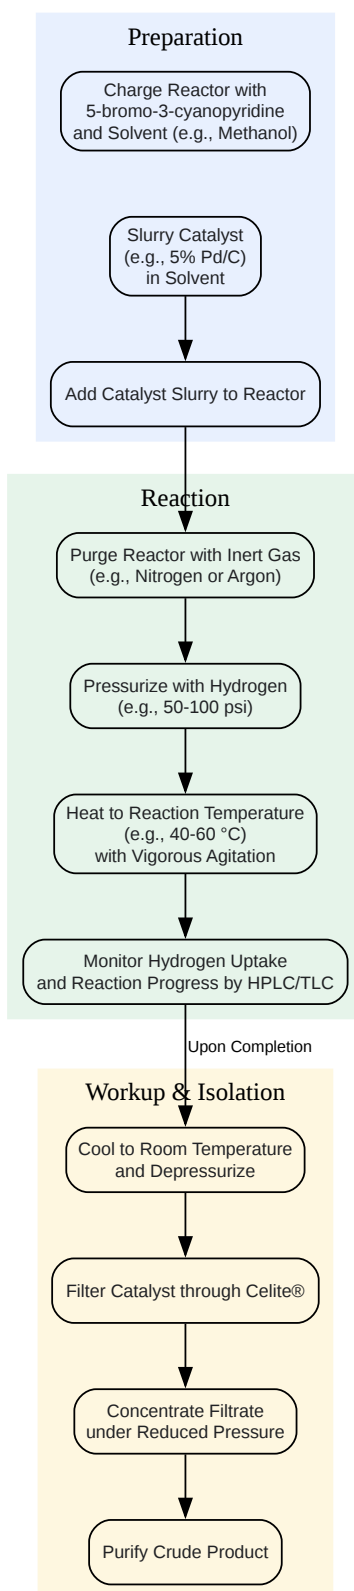 Preparation
Charge Reactor with
5-bromo-3-cyanopyridine
and Solvent (e.g., Methanol)
Slurry Catalyst
(e.g., 5% Pd/C)
in Solvent
Add Catalyst Slurry to Reactor
Reaction
Purge Reactor with Inert Gas
(e.g., Nitrogen or Argon)
Pressurize with Hydrogen
(e.g., 50-100 psi)
Heat to Reaction Temperature
(e.g., 40-60 °C)
with Vigorous Agitation
Monitor Hydrogen Uptake
and Reaction Progress by HPLC/TLC
Upon Completion
Workup & Isolation
Cool to Room Temperature
and Depressurize
Filter Catalyst through Celite®
Concentrate Filtrate
under Reduced Pressure
Purify Crude Product